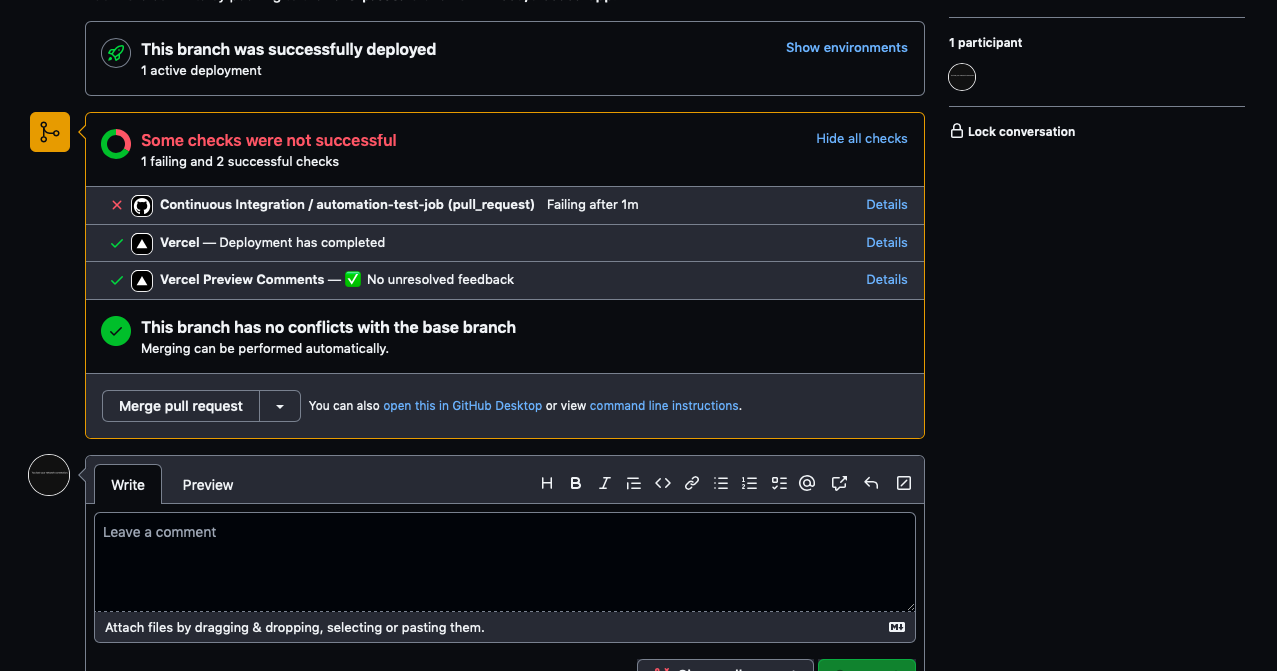 This branch was successfully deployed
1 active deployment
Show environments
Some checks were not successful
1 failing and 2 successful checks
Hide all checks
Continuous Integration / automation-test-job (pull_request) Failing after 1m
Details
Vercel — Deployment has completed
Details
Vercel Preview Comments — ✅ No unresolved feedback
Details
This branch has no conflicts with the base branch
Merging can be performed automatically.
Merge pull request
You can also open this in GitHub Desktop or view command line instructions.
Write
Preview
Leave a comment
Attach files by dragging & dropping, selecting or pasting them.
1 participant
Lock conversation